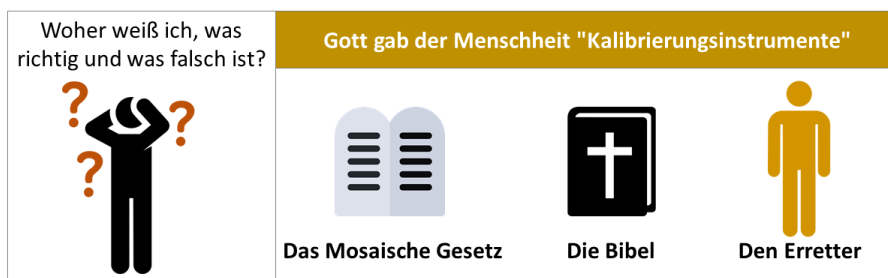 Woher weiß ich, was
richtig und was falsch ist?
Gott gab der Menschheit "Kalibrierungsinstrumente"
? ? ?
Das Mosaische Gesetz
Die Bibel
Den Erretter